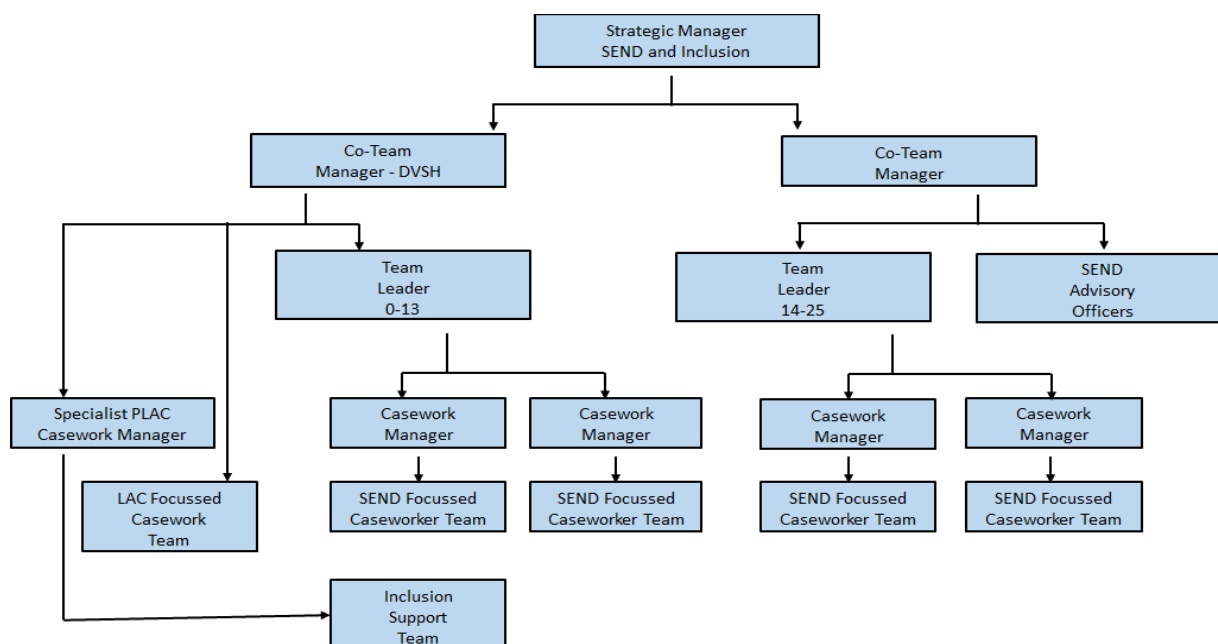 Strategic Manager
SEND and Inclusion
Co-Team
Manager - DVSH
Co-Team
Manager
Team
Leader
0-13
Team
Leader
14-25
SEND
Advisory
Officers
Specialist PLAC
Casework Manager
Casework
Manager
Casework
Manager
Casework
Manager
Casework
Manager
LAC Focussed
Casework
Team
SEND Focussed
Caseworker Team
SEND Focussed
Caseworker Team
SEND Focussed
Caseworker Team
SEND Focussed
Caseworker Team
Inclusion
Support
Team